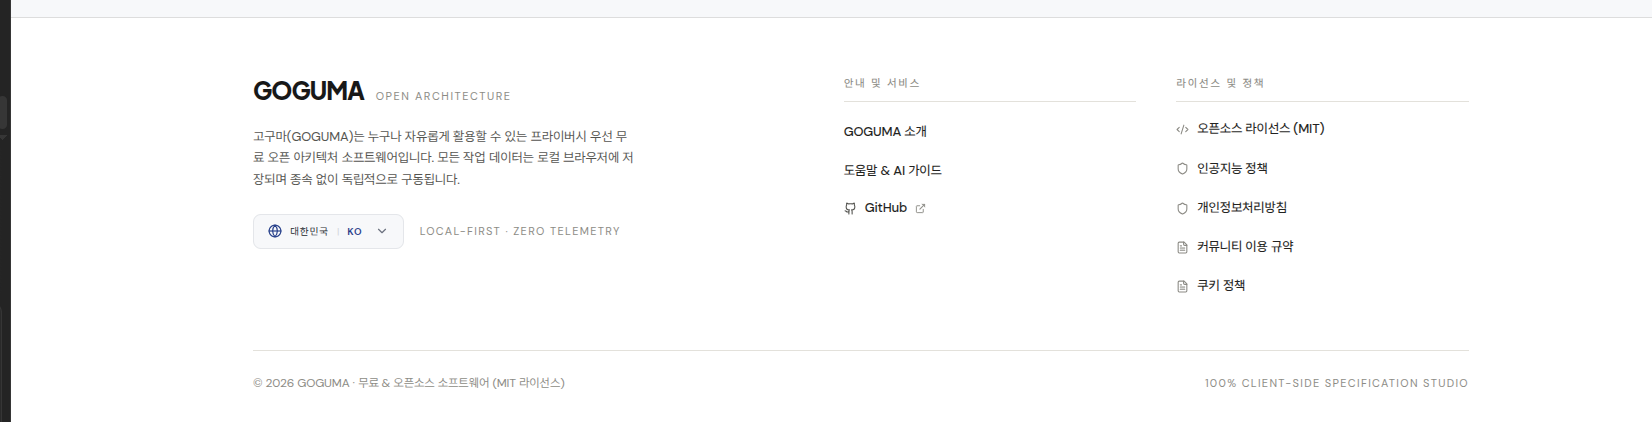 GOGUMA OPEN ARCHITECTURE
고구마(GOGUMA)는 누구나 자유롭게 활용할 수 있는 프라이버시 우선 무
료 오픈 아키텍처 소프트웨어입니다. 모든 작업 데이터는 로컬 브라우저에 저
장되며 종속 없이 독립적으로 구동됩니다.
대한민국 | KO
LOCAL-FIRST · ZERO TELEMETRY
안내 및 서비스
GOGUMA 소개
도움말 & AI 가이드
GitHub
라이선스 및 정책
오픈소스 라이선스 (MIT)
인공지능 정책
개인정보처리방침
커뮤니티 이용 규약
쿠키 정책
© 2026 GOGUMA · 무료 & 오픈소스 소프트웨어 (MIT 라이선스)
100% CLIENT-SIDE SPECIFICATION STUDIO